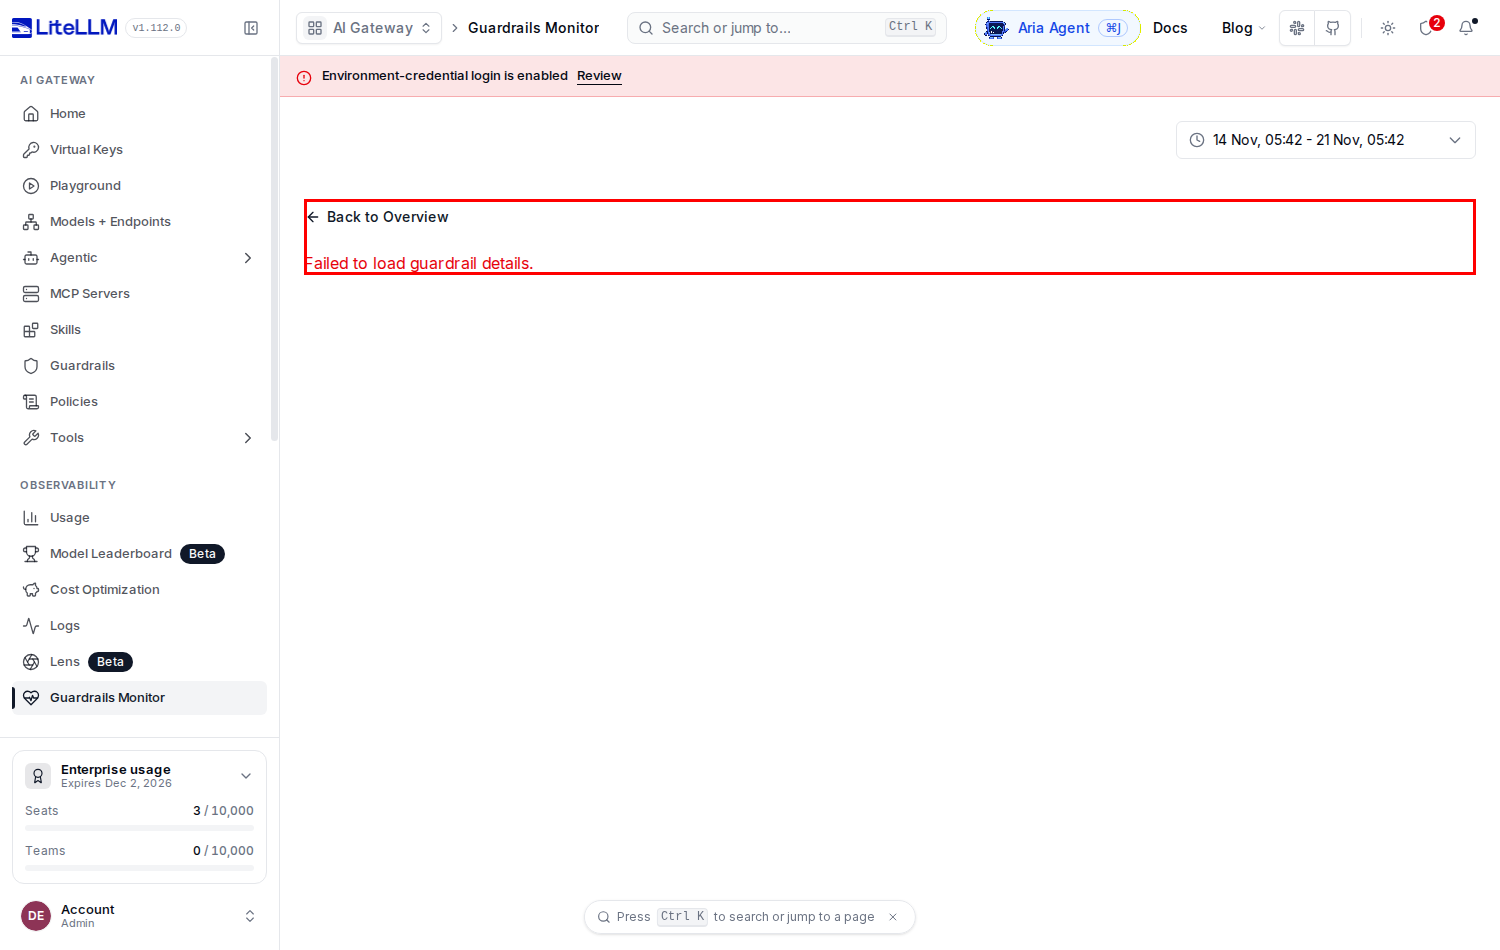 LiteLLM
v1.112.0
AI Gateway
Guardrails Monitor
Search or jump to...
Ctrl K
Aria Agent
⌘J
Docs
Blog
2
Environment-credential login is enabled
Review
AI GATEWAY
Home
Virtual Keys
Playground
Models + Endpoints
Agentic
MCP Servers
Skills
Guardrails
Policies
Tools
OBSERVABILITY
Usage
Model Leaderboard Beta
Cost Optimization
Logs
Lens Beta
Guardrails Monitor
Enterprise usage
Expires Dec 2, 2026
Seats 3 / 10,000
Teams 0 / 10,000
DE
Account
Admin
14 Nov, 05:42 - 21 Nov, 05:42
Back to Overview
Failed to load guardrail details.
Press Ctrl K to search or jump to a page